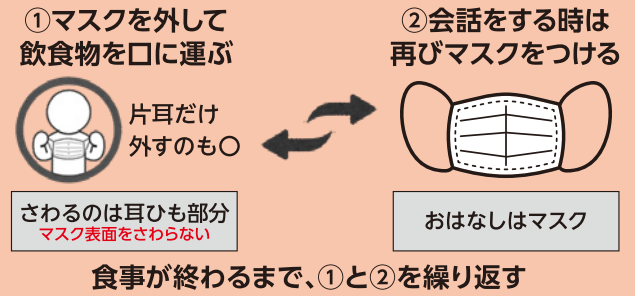 ①マスクを外して
飲食物を口に運ぶ
片耳だけ
外すのも〇
さわるのは耳ひも部分
マスク表面をさわらない
②会話をする時は
再びマスクをつける
おはなしはマスク
食事が終わるまで、①と②を繰り返す